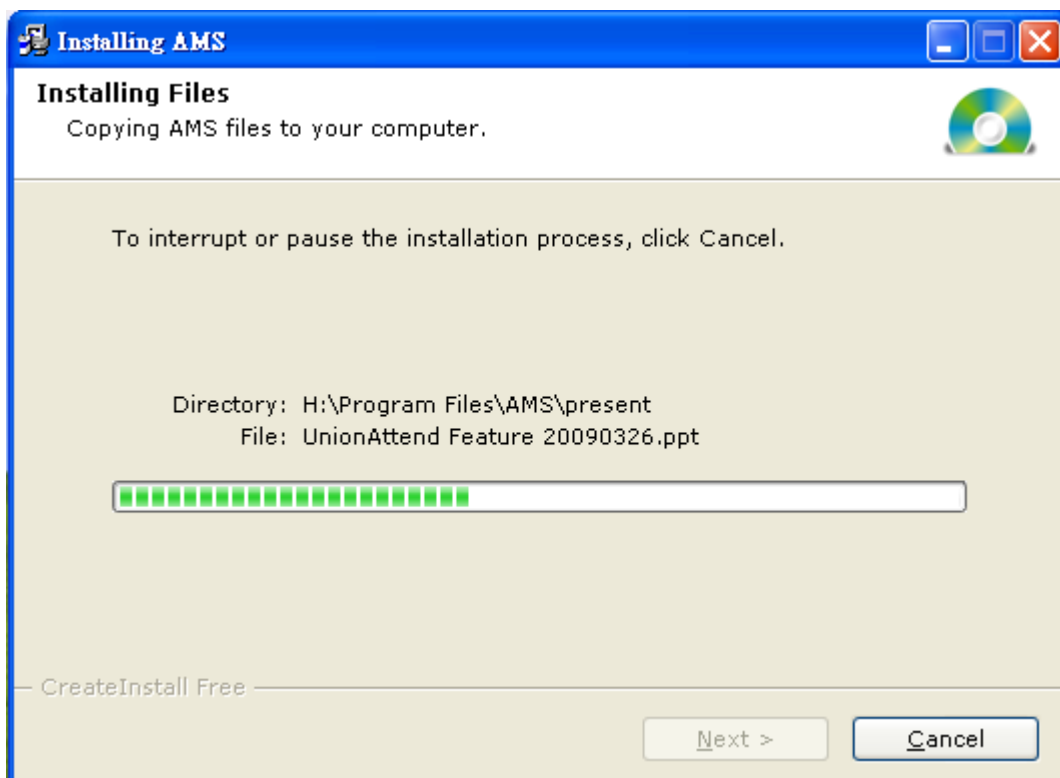 Installing AMS
Installing Files
Copying AMS files to your computer.
To interrupt or pause the installation process, click Cancel.
Directory: H:\Program Files\AMS\present
File: UnionAttend Feature 20090326.ppt
CreateInstall Free
Next >
Cancel